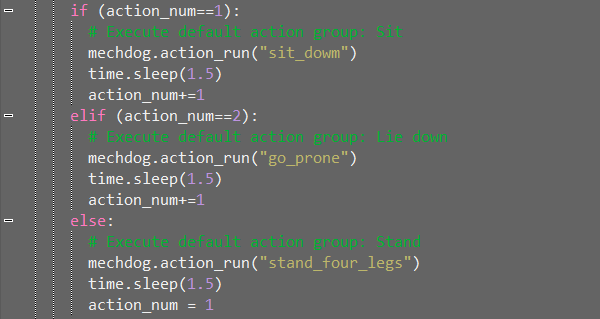 if (action_num==1):
# Execute default action group: Sit
mechdog.action_run("sit_dowm")
time.sleep(1.5)
action_num+=1
elif (action_num==2):
# Execute default action group: Lie down
mechdog.action_run("go_prone")
time.sleep(1.5)
action_num+=1
else:
# Execute default action group: Stand
mechdog.action_run("stand_four_legs")
time.sleep(1.5)
action_num = 1